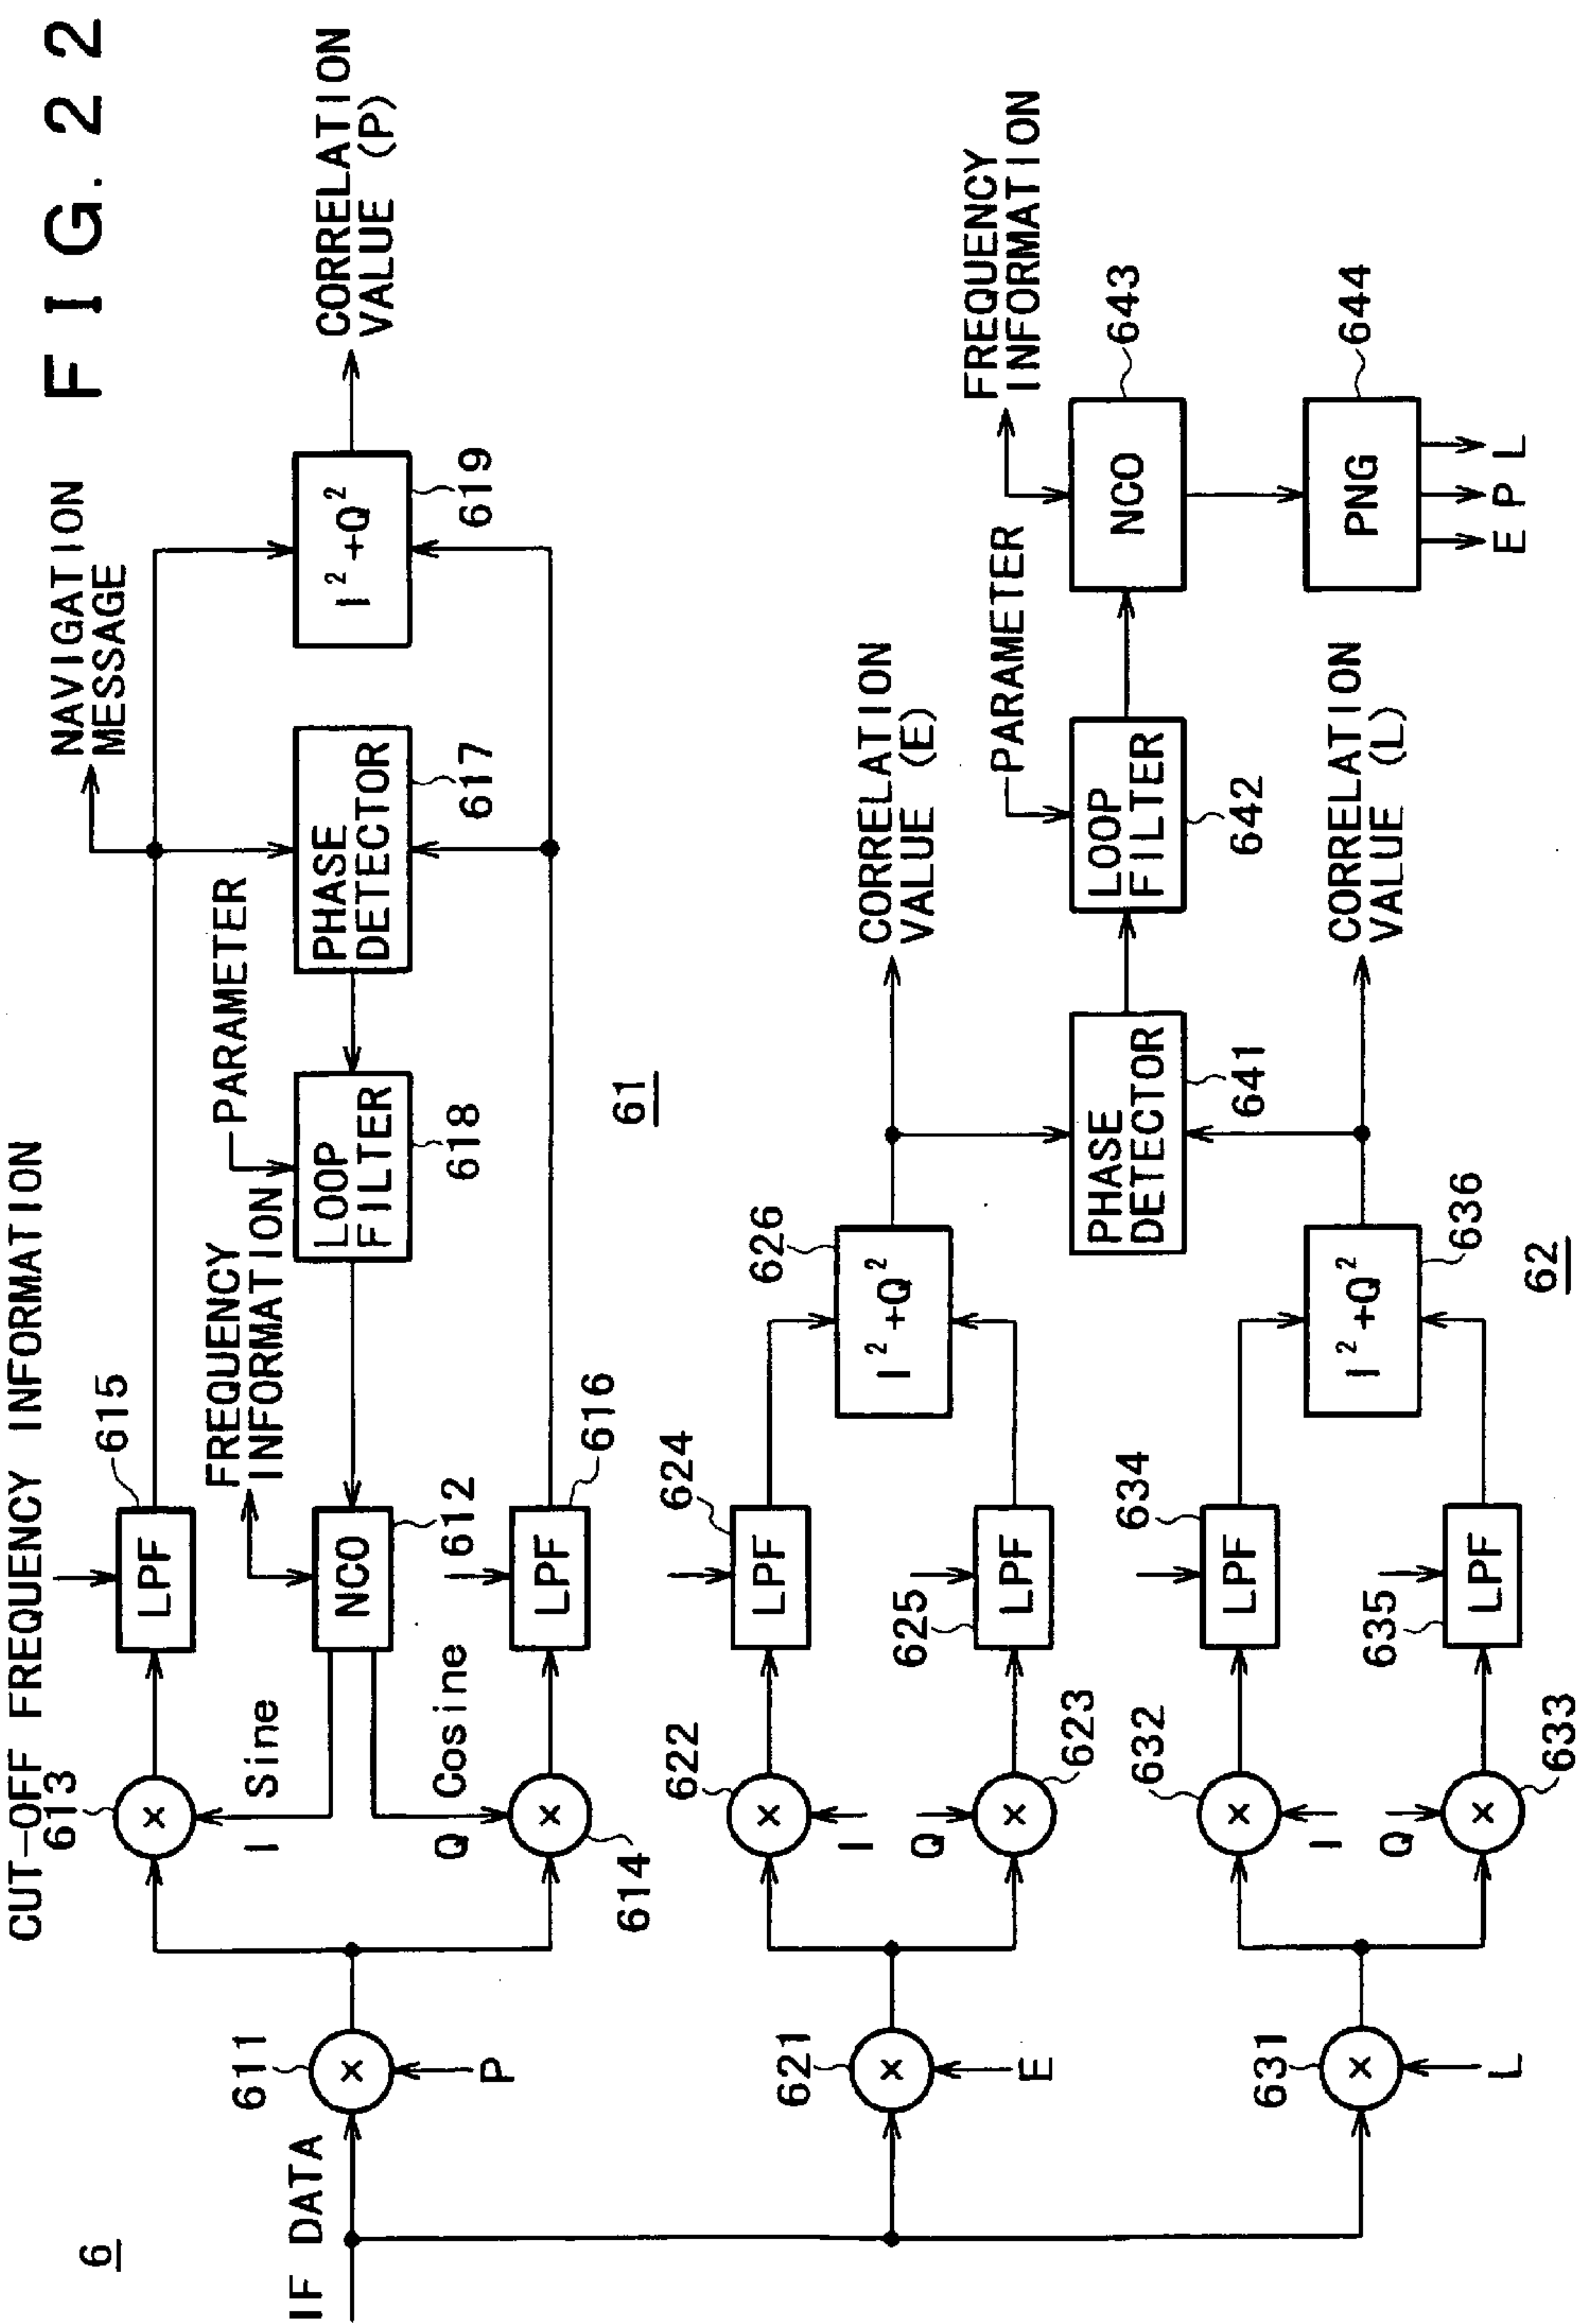 FIG. 22
6
CUT-OFF FREQUENCY INFORMATION
613
615
LPF
×
I
Sine
NAVIGATION
MESSAGE
IF DATA
611
×
P
FREQUENCY
INFORMATION
NCO
612
PARAMETER
LOOP
FILTER
618
PHASE
DETECTOR
617
I² +Q²
619
CORRELATION
VALUE (P)
Q
Cosine
×
614
LPF
616
61
621
×
E
622
×
I
624
LPF
Q
×
623
625
LPF
626
I² +Q²
CORRELATION
VALUE (E)
PHASE
DETECTOR
641
PARAMETER
LOOP
FILTER
642
FREQUENCY
INFORMATION
NCO
643
PNG
644
E P L
631
×
L
632
×
I
634
LPF
Q
×
633
635
LPF
I² +Q²
636
CORRELATION
VALUE (L)
62